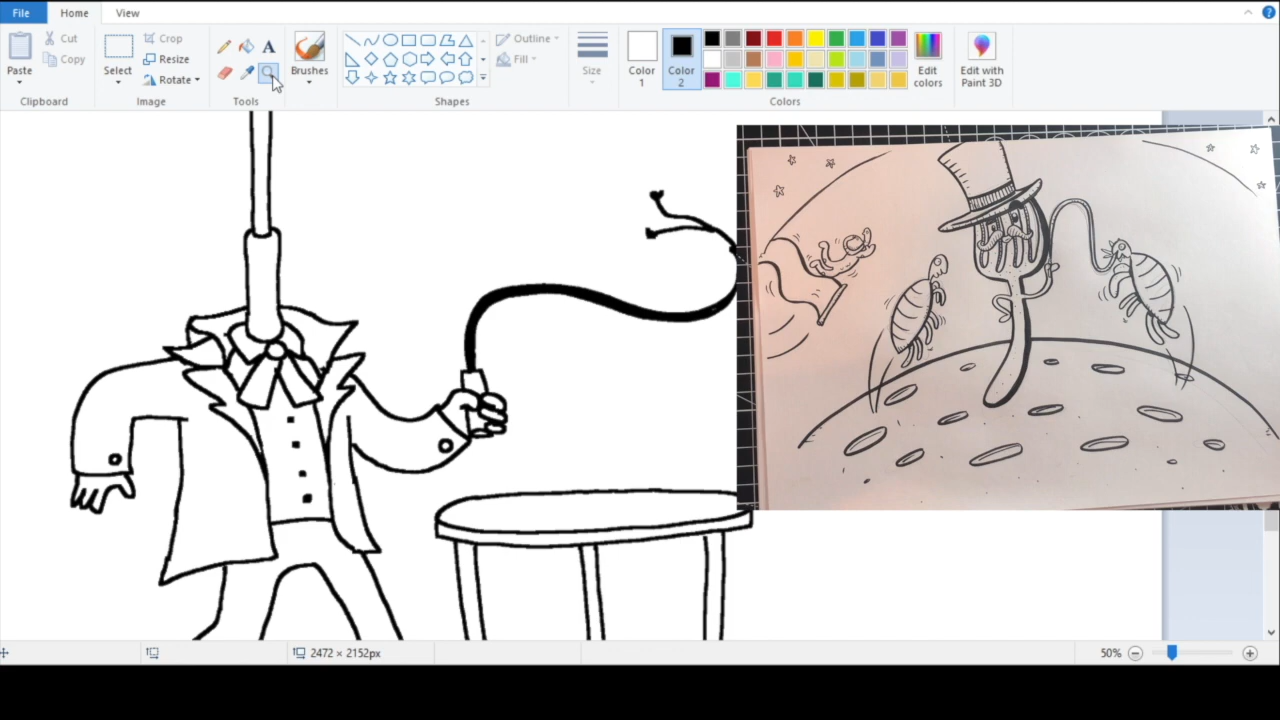 File Home View
Paste
Cut
Copy
Clipboard
Select
Crop
Resize
Rotate
Image
A
Tools
Brushes
Outline
Fill
Shapes
Size
Color 1
Color 2
Edit colors
Colors
Edit with Paint 3D
2472 × 2152px
50%